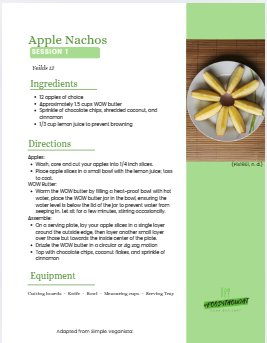 Apple Nachos
SESSION 1
Yields 12
Ingredients
• 12 apples of choice
• Approximately 1.5 cups WOW butter
• Sprinkle of chocolate chips, shredded coconut, and
cinnamon
• 1/3 cup lemon juice to prevent browning
Directions
Apples:
• Wash, core and cut your apples into 1/4 inch slices.
• Place apple slices in a small bowl with the lemon juice; toss
to coat.
WOW Butter:
• Warm the WOW butter by filling a heat-proof bowl with hot
water, place the WOW butter jar in the bowl, ensuring the
water level is below the lid of the jar to prevent water from
seeping in. Let sit for a few minutes, stirring occasionally.
Assemble:
• On a serving plate, lay your apple slices in a single layer
around the outside edge, then layer another small layer
over those but towards the inside center of the plate.
• Drizzle the WOW butter in a circular or zig zag motion
• Top with chocolate chips, coconut flakes, and sprinkle of
cinnamon
Equipment
Cutting boards - Knife - Bowl - Measuring cups - Serving Tray
Adapted from Simple Veganista
n.d.)
#FOOD4THOUGHT